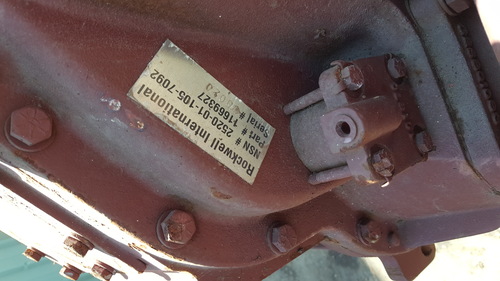 Rockwell International
NSN # 2520-01-105-7092
Part # 11669327
Serial #